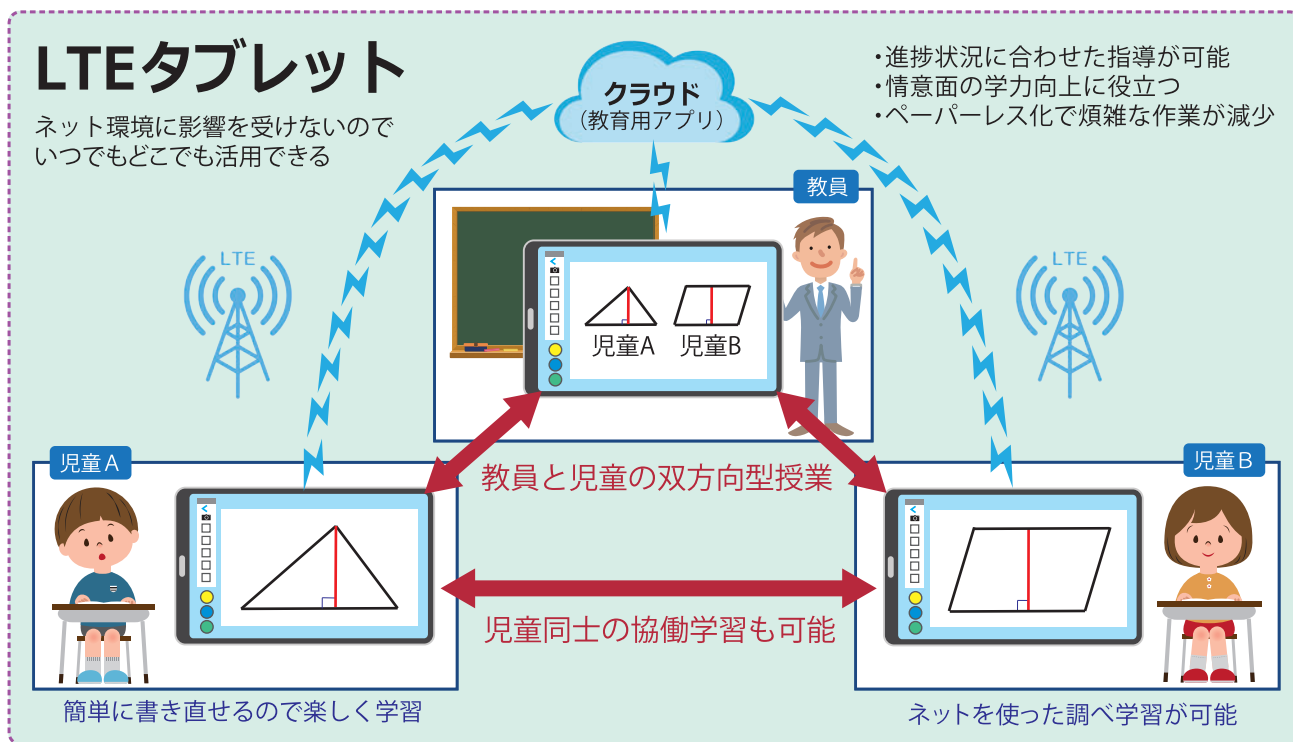 LTEタブレット
ネット環境に影響を受けないので
いつでもどこでも活用できる
クラウド
（教育用アプリ）
・進捗状況に合わせた指導が可能
・情意面の学力向上に役立つ
・ペーパーレス化で煩雑な作業が減少
教員
LTE
LTE
児童A
児童B
教員と児童の双方向型授業
児童A
児童B
児童同士の協働学習も可能
簡単に書き直せるので楽しく学習
ネットを使った調べ学習が可能